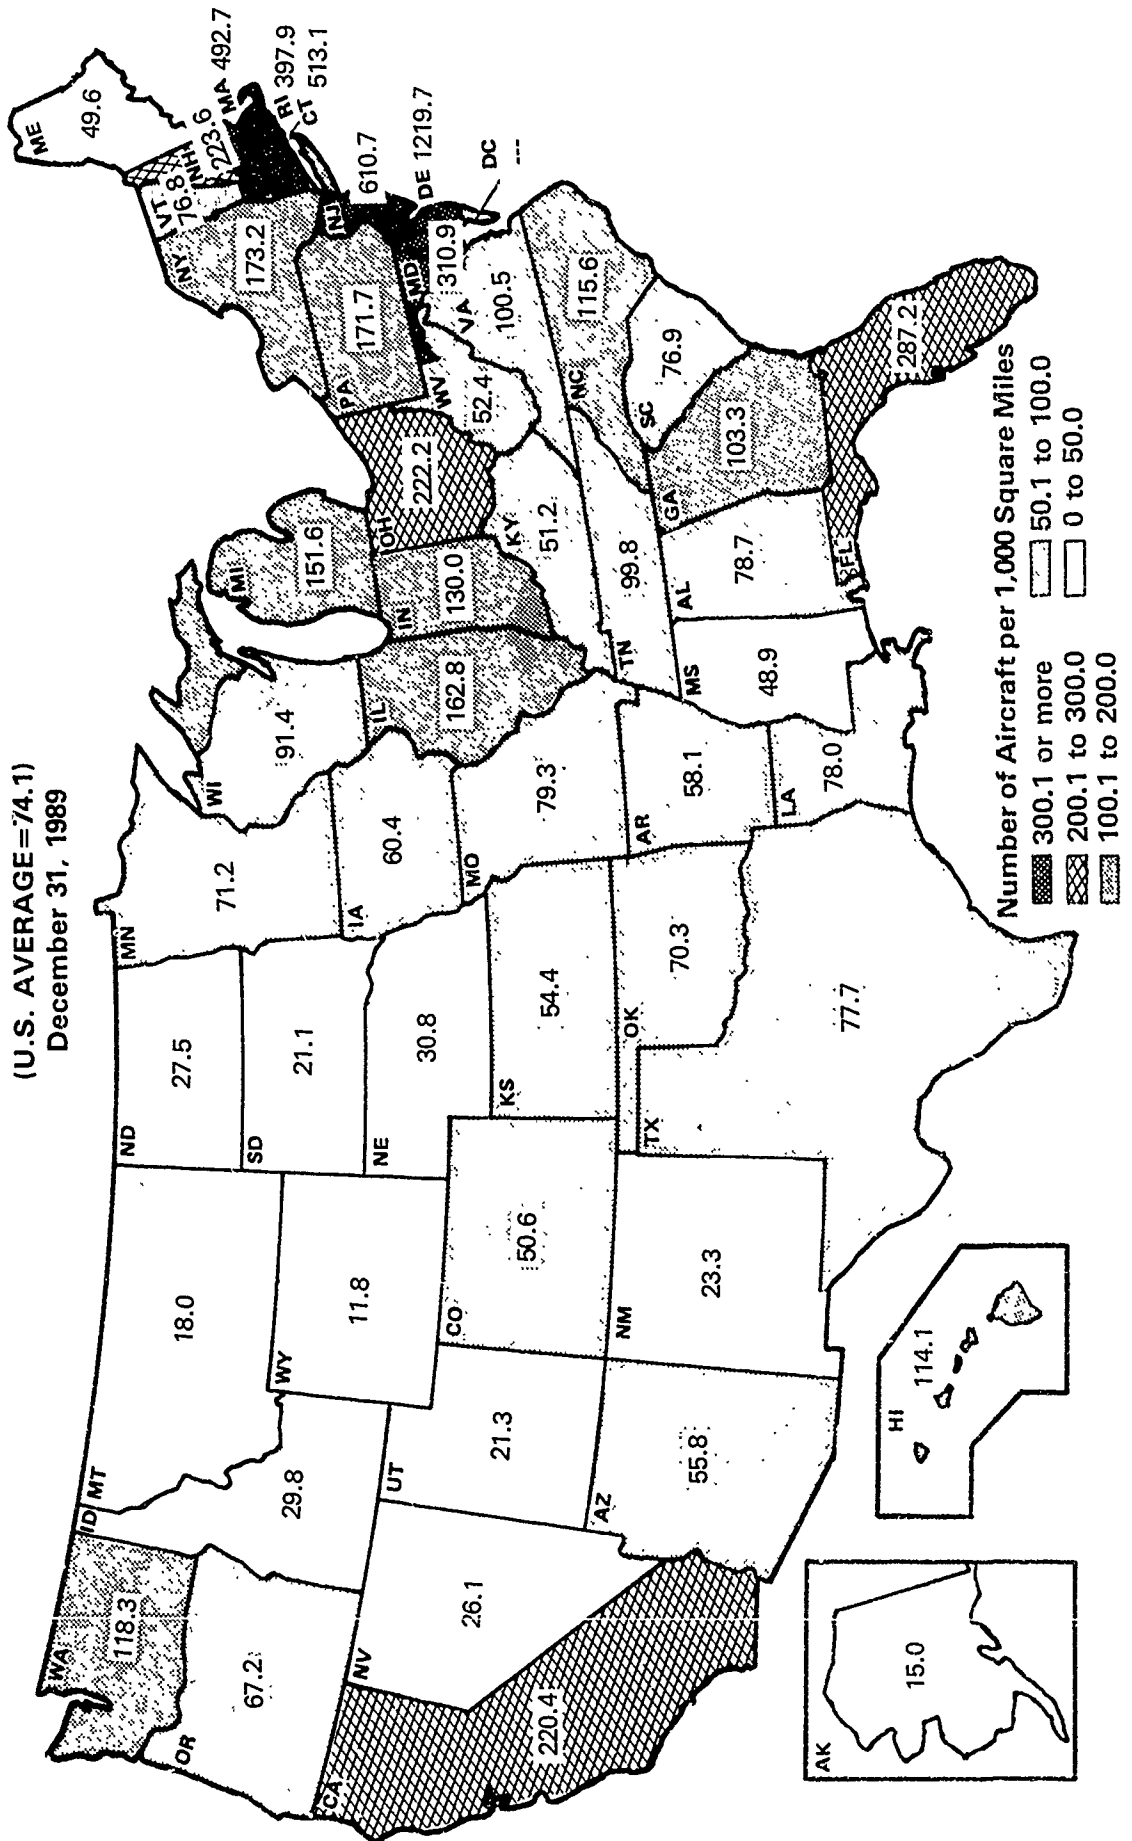 (U.S. AVERAGE=74.1)
December 31, 1989
WA
118.3
OR
67.2
CA
220.4
NV
26.1
ID
29.8
MT
18.0
WY
11.8
UT
21.3
AZ
55.8
CO
50.6
NM
23.3
ND
27.5
SD
21.1
NE
30.8
KS
54.4
OK
70.3
TX
77.7
MN
71.2
IA
60.4
MO
79.3
AR
58.1
LA
78.0
WI
91.4
IL
162.8
MI
151.6
IN
130.0
OH
222.2
KY
51.2
TN
99.8
MS
48.9
AL
78.7
GA
103.3
FL
287.2
SC
76.9
NC
115.6
VA
100.5
WV
52.4
PA
171.7
NY
173.2
VT
76.8
NH
223.6
ME
49.6
MA 492.7
RI 397.9
CT 513.1
NJ
610.7
DE 1219.7
MD
310.9
DC
---
AK
15.0
HI
114.1
Number of Aircraft per 1,000 Square Miles
300.1 or more
200.1 to 300.0
100.1 to 200.0
50.1 to 100.0
0 to 50.0